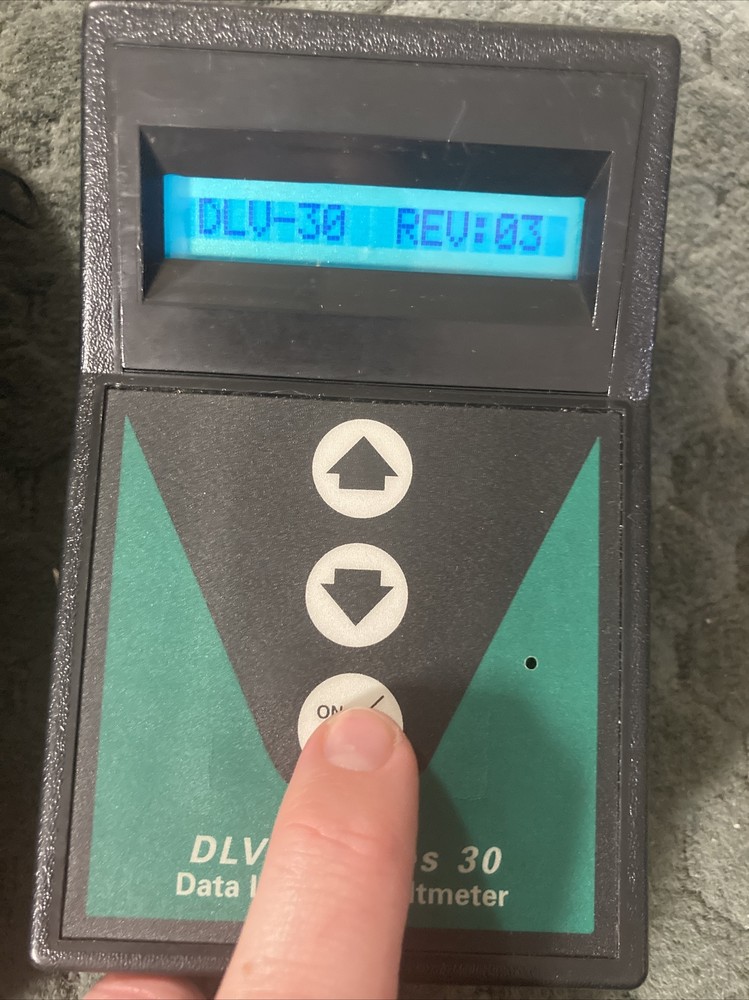 DLV-30 REV:03
ON
DLV 30
Data